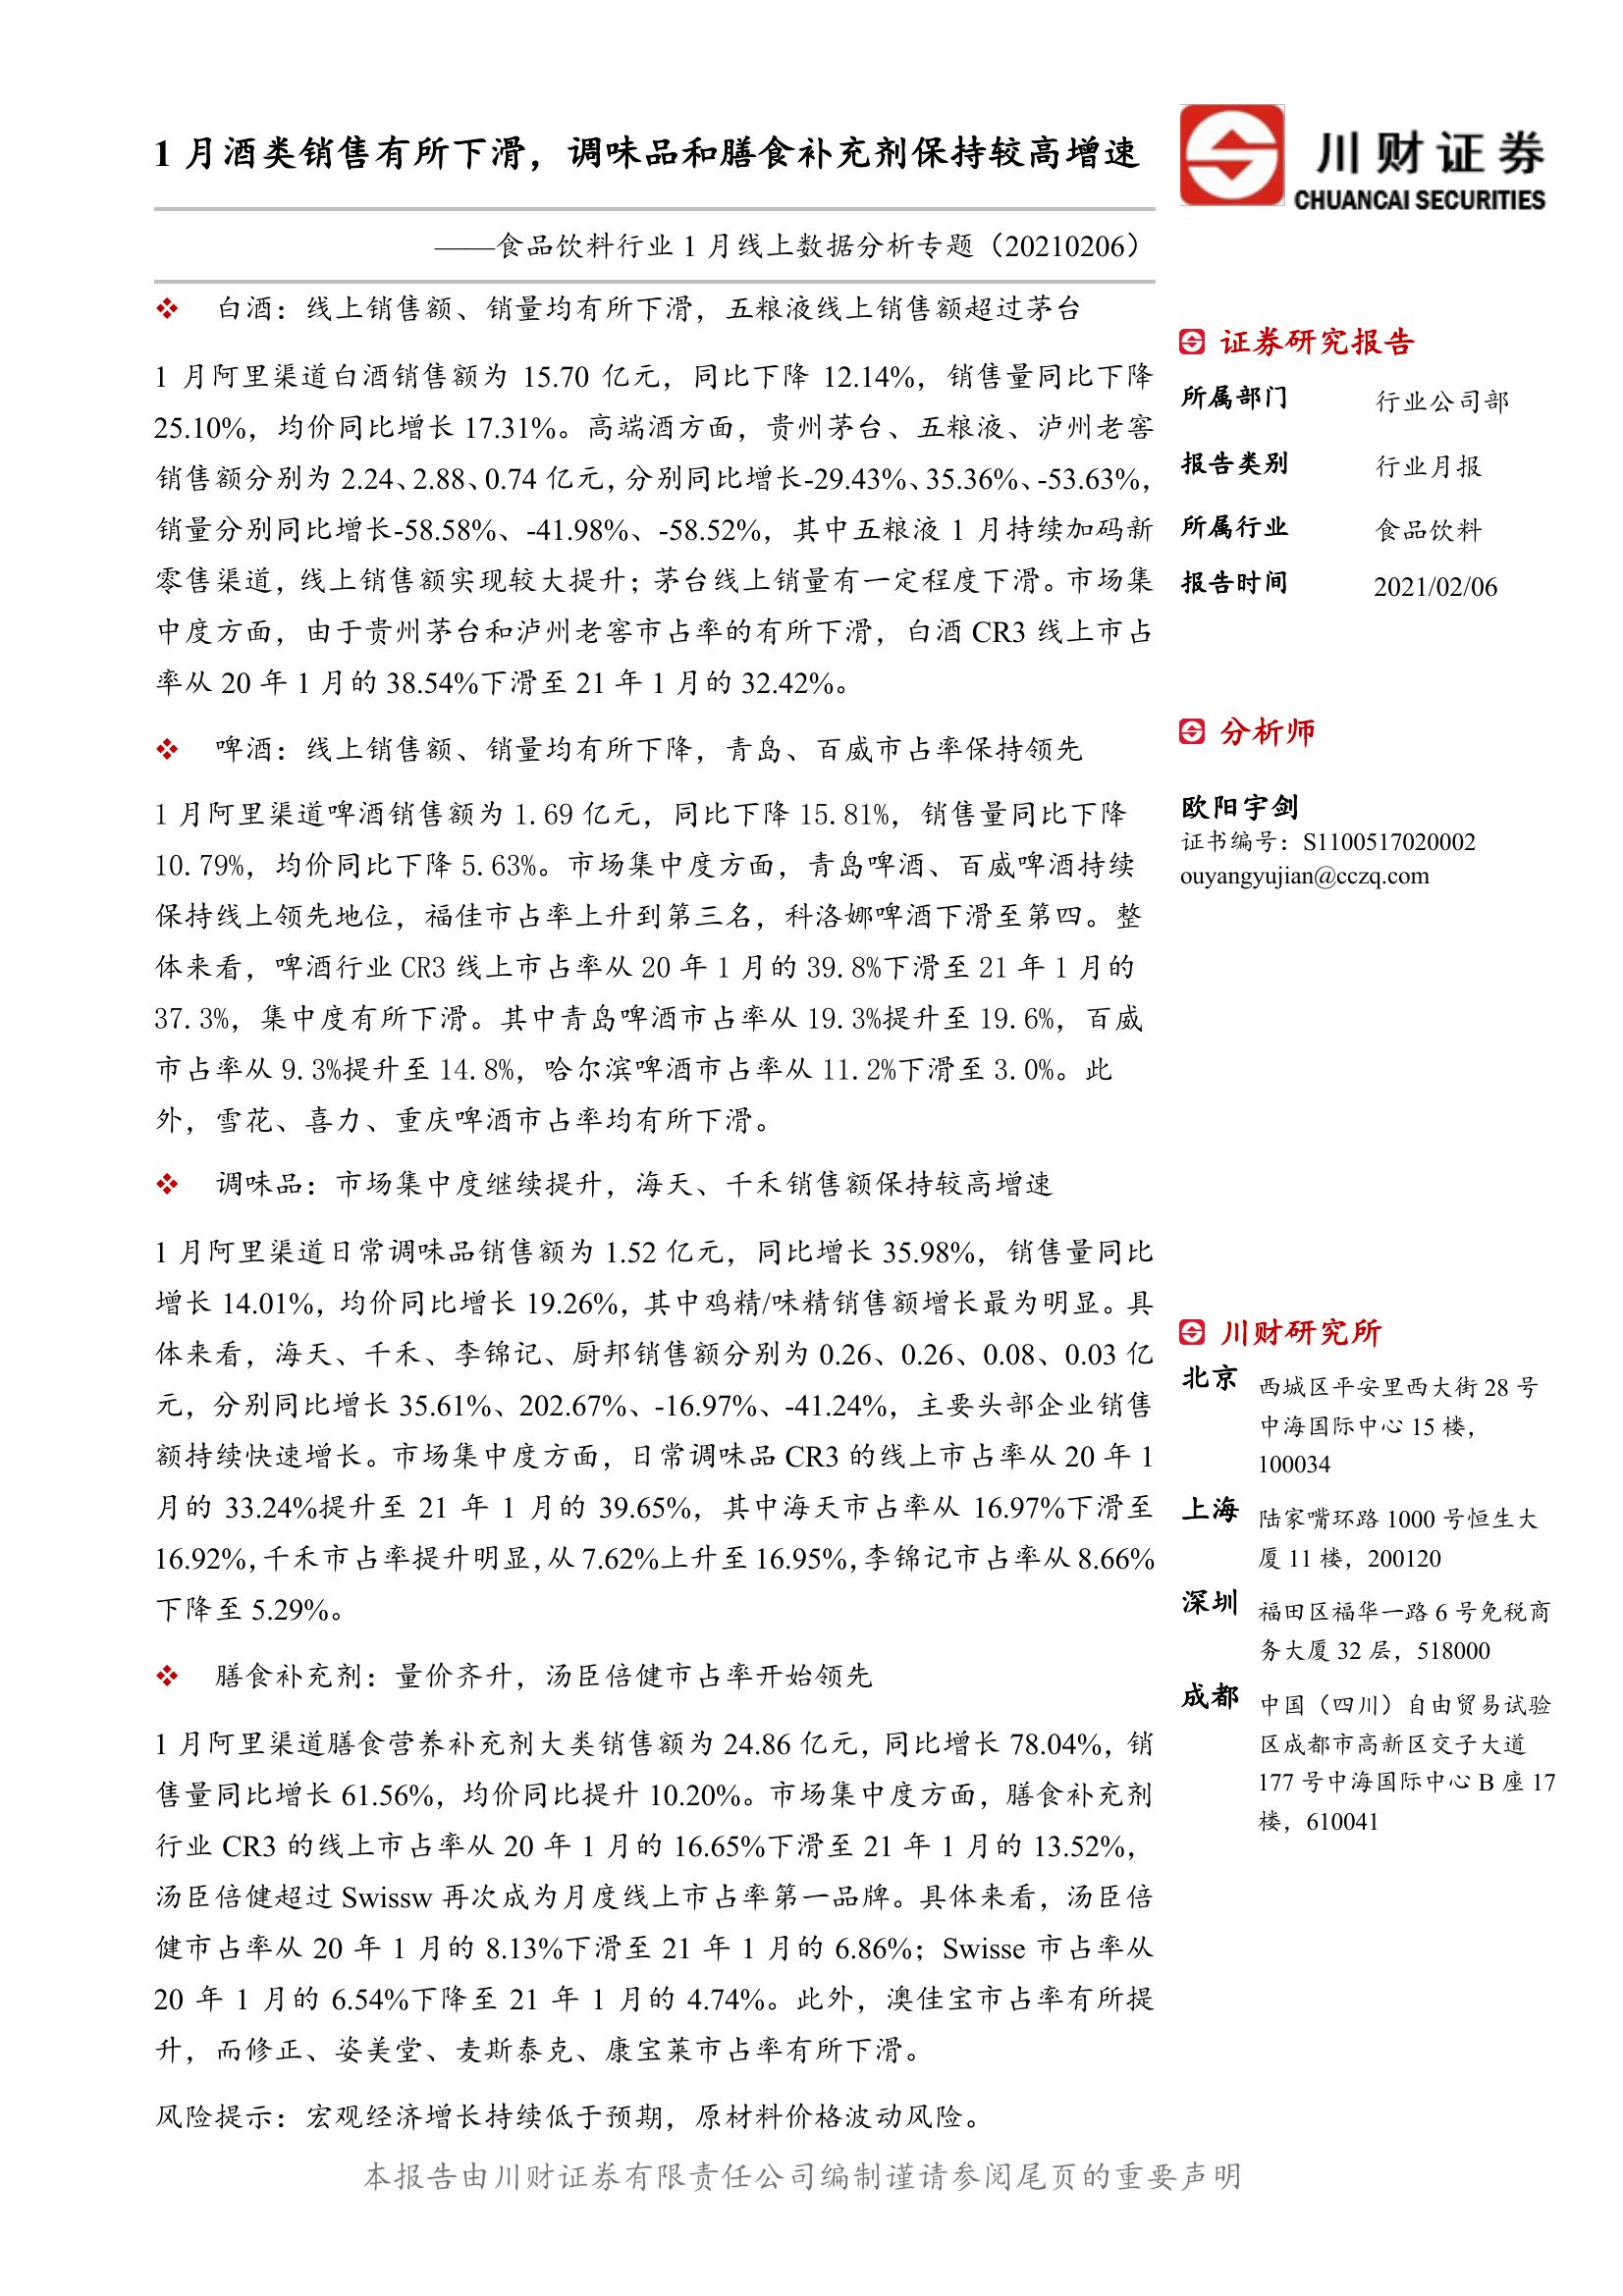 1 月酒类销售有所下滑，调味品和膳食补充剂保持较高增速
——食品饮料行业 1 月线上数据分析专题（20210206）
❖ 白酒：线上销售额、销量均有所下滑，五粮液线上销售额超过茅台
1 月阿里渠道白酒销售额为 15.70 亿元，同比下降 12.14%，销售量同比下降
25.10%，均价同比增长 17.31%。高端酒方面，贵州茅台、五粮液、泸州老窖
销售额分别为 2.24、2.88、0.74 亿元，分别同比增长-29.43%、35.36%、-53.63%，
销量分别同比增长-58.58%、-41.98%、-58.52%，其中五粮液 1 月持续加码新
零售渠道，线上销售额实现较大提升；茅台线上销量有一定程度下滑。市场集
中度方面，由于贵州茅台和泸州老窖市占率的有所下滑，白酒 CR3 线上市占
率从 20 年 1 月的 38.54%下滑至 21 年 1 月的 32.42%。
❖ 啤酒：线上销售额、销量均有所下降，青岛、百威市占率保持领先
1 月阿里渠道啤酒销售额为 1.69 亿元，同比下降 15.81%，销售量同比下降
10.79%，均价同比下降 5.63%。市场集中度方面，青岛啤酒、百威啤酒持续
保持线上领先地位，福佳市占率上升到第三名，科洛娜啤酒下滑至第四。整
体来看，啤酒行业 CR3 线上市占率从 20 年 1 月的 39.8%下滑至 21 年 1 月的
37.3%，集中度有所下滑。其中青岛啤酒市占率从 19.3%提升至 19.6%，百威
市占率从 9.3%提升至 14.8%，哈尔滨啤酒市占率从 11.2%下滑至 3.0%。此
外，雪花、喜力、重庆啤酒市占率均有所下滑。
❖ 调味品：市场集中度继续提升，海天、千禾销售额保持较高增速
1 月阿里渠道日常调味品销售额为 1.52 亿元，同比增长 35.98%，销售量同比
增长 14.01%，均价同比增长 19.26%，其中鸡精/味精销售额增长最为明显。具
体来看，海天、千禾、李锦记、厨邦销售额分别为 0.26、0.26、0.08、0.03 亿
元，分别同比增长 35.61%、202.67%、-16.97%、-41.24%，主要头部企业销售
额持续快速增长。市场集中度方面，日常调味品 CR3 的线上市占率从 20 年 1
月的 33.24%提升至 21 年 1 月的 39.65%，其中海天市占率从 16.97%下滑至
16.92%，千禾市占率提升明显，从 7.62%上升至 16.95%，李锦记市占率从 8.66%
下降至 5.29%。
❖ 膳食补充剂：量价齐升，汤臣倍健市占率开始领先
1 月阿里渠道膳食营养补充剂大类销售额为 24.86 亿元，同比增长 78.04%，销
售量同比增长 61.56%，均价同比提升 10.20%。市场集中度方面，膳食补充剂
行业 CR3 的线上市占率从 20 年 1 月的 16.65%下滑至 21 年 1 月的 13.52%，
汤臣倍健超过 Swissw 再次成为月度线上市占率第一品牌。具体来看，汤臣倍
健市占率从 20 年 1 月的 8.13%下滑至 21 年 1 月的 6.86%；Swisse 市占率从
20 年 1 月的 6.54%下降至 21 年 1 月的 4.74%。此外，澳佳宝市占率有所提
升，而修正、姿美堂、麦斯泰克、康宝莱市占率有所下滑。
风险提示：宏观经济增长持续低于预期，原材料价格波动风险。
川财证券
CHUANCAI SECURITIES
证券研究报告
所属部门 行业公司部
报告类别 行业月报
所属行业 食品饮料
报告时间 2021/02/06
分析师
欧阳宇剑
证书编号：S1100517020002
ouyangyujian@cczq.com
川财研究所
北京 西城区平安里西大街 28 号
中海国际中心 15 楼，
100034
上海 陆家嘴环路 1000 号恒生大
厦 11 楼，200120
深圳 福田区福华一路 6 号免税商
务大厦 32 层，518000
成都 中国（四川）自由贸易试验
区成都市高新区交子大道
177 号中海国际中心 B 座 17
楼，610041
本报告由川财证券有限责任公司编制谨请参阅尾页的重要声明